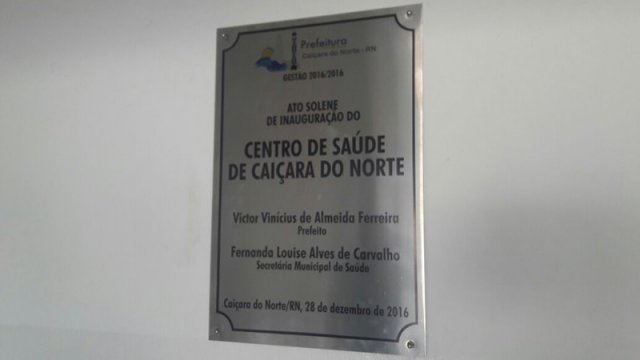 Prefeitura
Caiçara do Norte - RN
GESTÃO 2016/2016
ATO SOLENE
DE INAUGURAÇÃO DO
CENTRO DE SAÚDE
DE CAIÇARA DO NORTE
Victor Vinícius de Almeida Ferreira
Prefeito
Fernanda Louise Alves de Carvalho
Secretária Municipal de Saúde
Caiçara do Norte/RN, 28 de dezembro de 2016